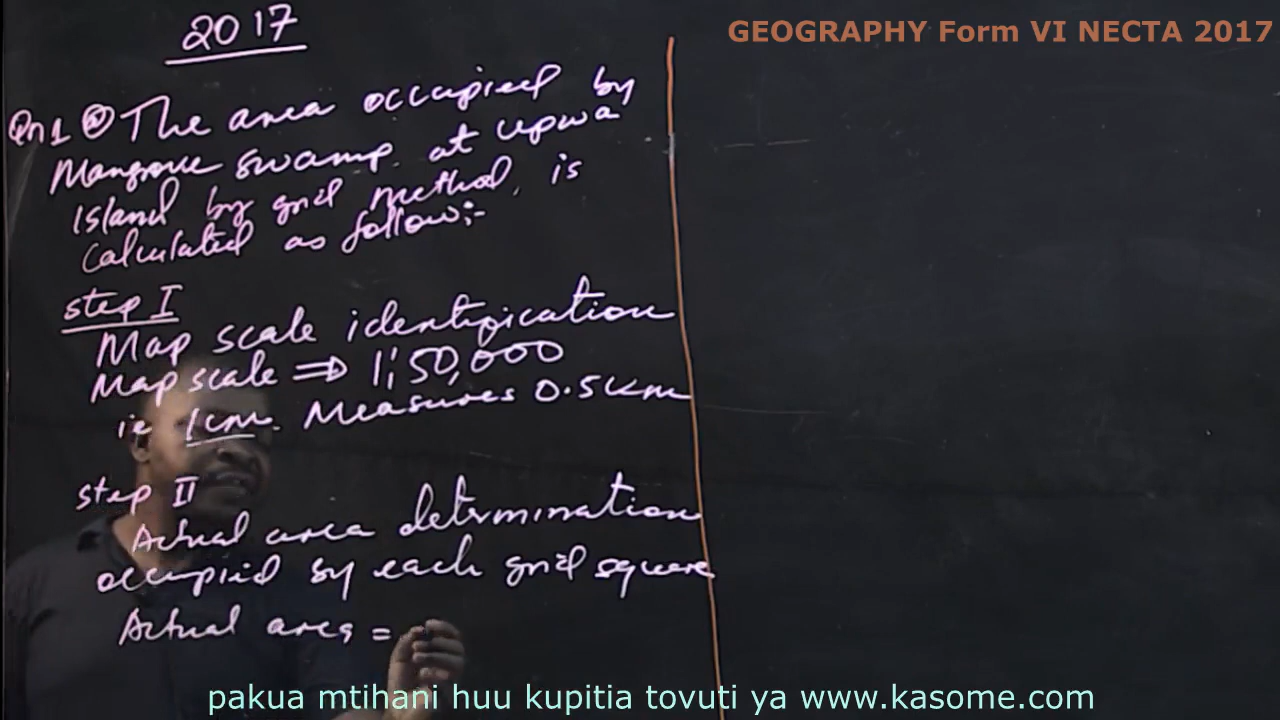 2017
GEOGRAPHY Form VI NECTA 2017
Qn1 (a) The area occupied by
Mangrove swamp. at Upwa
Island by grid method, is
calculated as follow:-
step I
Map scale identification
Map scale ⇒ 1:50,000
ie 1cm. Measures 0.5km
step II
Actual area determination
occupied by each grid square
Actual area =
pakua mtihani huu kupitia tovuti ya www.kasome.com